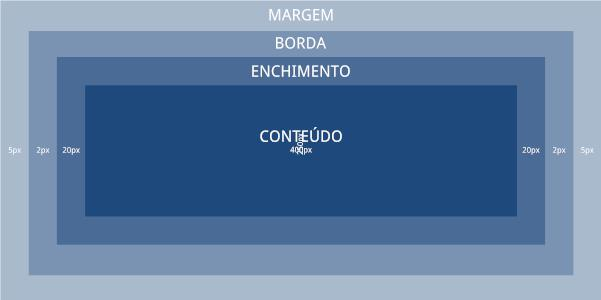 MARGEM
BORDA
ENCHIMENTO
CONTEÚDO
5px 2px 20px 400px 20px 2px 5px